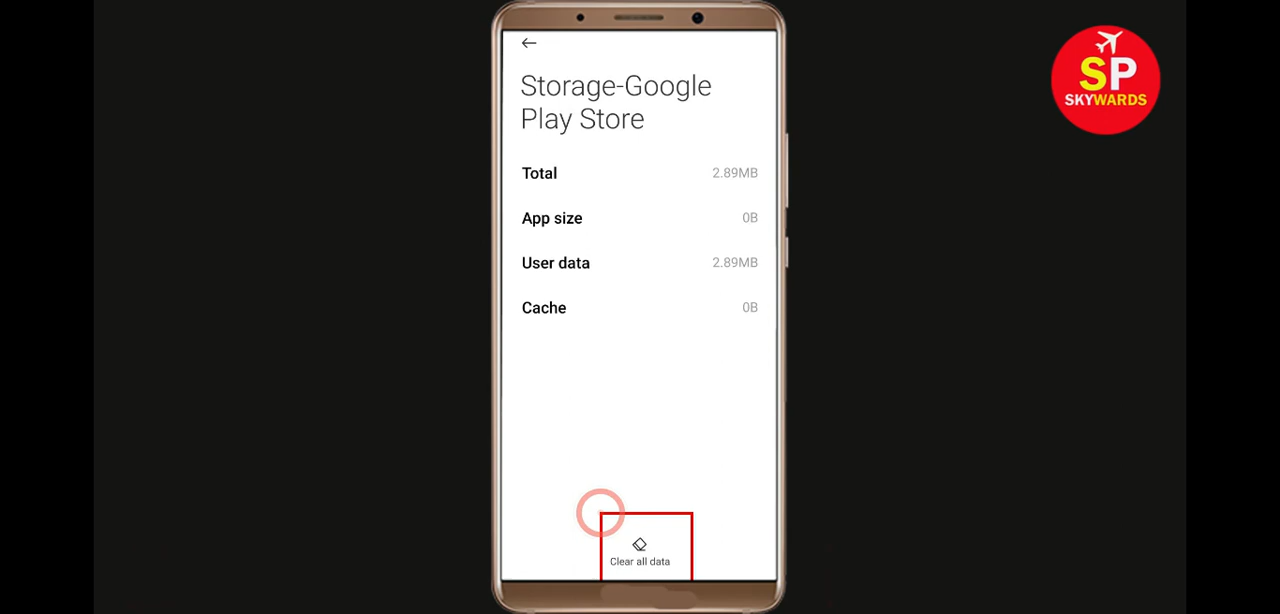 Storage-Google
Play Store
Total 2.89MB
App size 0B
User data 2.89MB
Cache 0B
Clear all data
SP
SKYWARDS